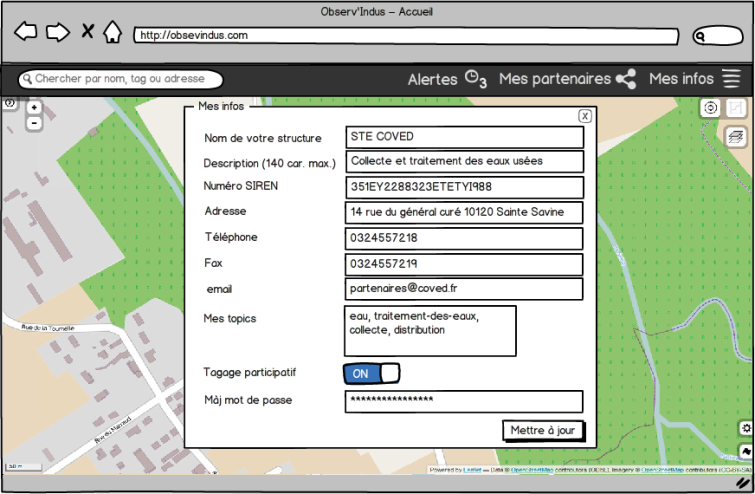 Observ'Indus – Accueil
http://obsevindus.com
Chercher par nom, tag ou adresse
Alertes 3 Mes partenaires Mes infos
Mes infos
X
+
-
Nom de votre structure STE COVED
Description (140 car. max.) Collecte et traitement des eaux usées
Numéro SIREN 351EY2288323ETETYI988
Adresse 14 rue du général curé 10120 Sainte Savine
Téléphone 0324557218
Fax 0324557219
email partenaires@coved.fr
Mes topics eau, traitement-des-eaux,
collecte, distribution
Tagage participatif ON
Màj mot de passe ****************
Mettre à jour
Rue de la Tournelle
Rue du Hainaut
50 m
Powered by Leaflet — Data © OpenStreetMap contributors (ODbL), Imagery © OpenStreetMap contributors